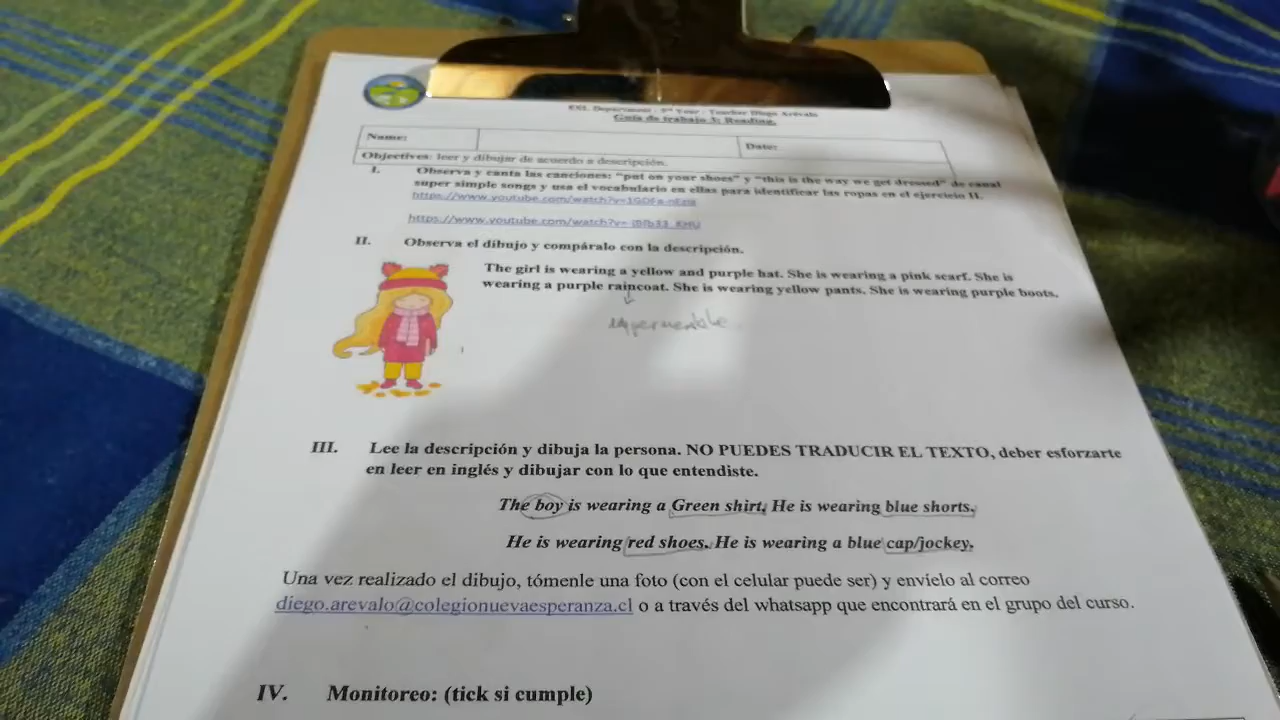 ESL Department - 5th Year - Teacher Diego Arévalo
Guía de trabajo 3: Reading.
Name:
Date:
Objectives: leer y dibujar de acuerdo a descripción.
I. Observa y canta las canciones: "put on your shoes" y "this is the way we get dressed" de canal
super simple songs y usa el vocabulario en ellas para identificar las ropas en el ejercicio II.
II. Observa el dibujo y compáralo con la descripción.
The girl is wearing a yellow and purple hat. She is wearing a pink scarf. She is
wearing a purple raincoat. She is wearing yellow pants. She is wearing purple boots.
III. Lee la descripción y dibuja la persona. NO PUEDES TRADUCIR EL TEXTO, deber esforzarte
en leer en inglés y dibujar con lo que entendiste.
The boy is wearing a Green shirt. He is wearing blue shorts.
He is wearing red shoes. He is wearing a blue cap/jockey.
Una vez realizado el dibujo, tómenle una foto (con el celular puede ser) y envíelo al correo
diego.arevalo@colegionuevaesperanza.cl o a través del whatsapp que encontrará en el grupo del curso.
IV. Monitoreo: (tick si cumple)